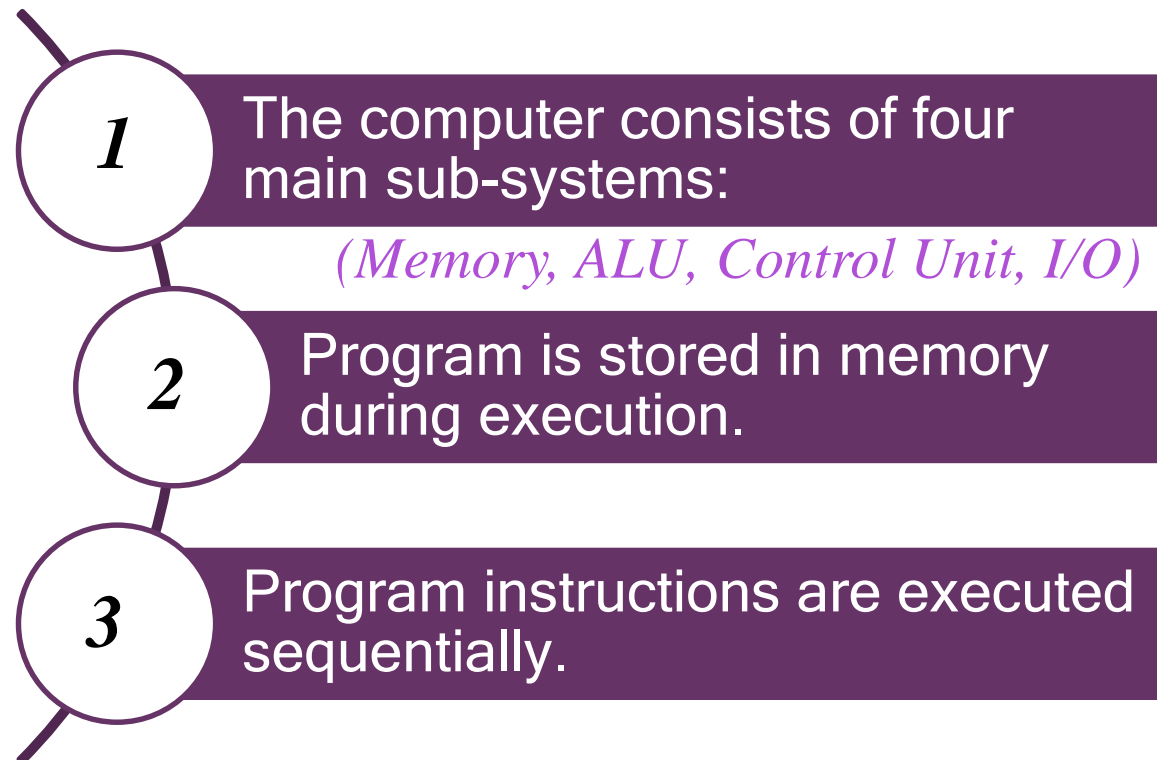 1
The computer consists of four
main sub-systems:
(Memory, ALU, Control Unit, I/O)
2
Program is stored in memory
during execution.
3
Program instructions are executed
sequentially.